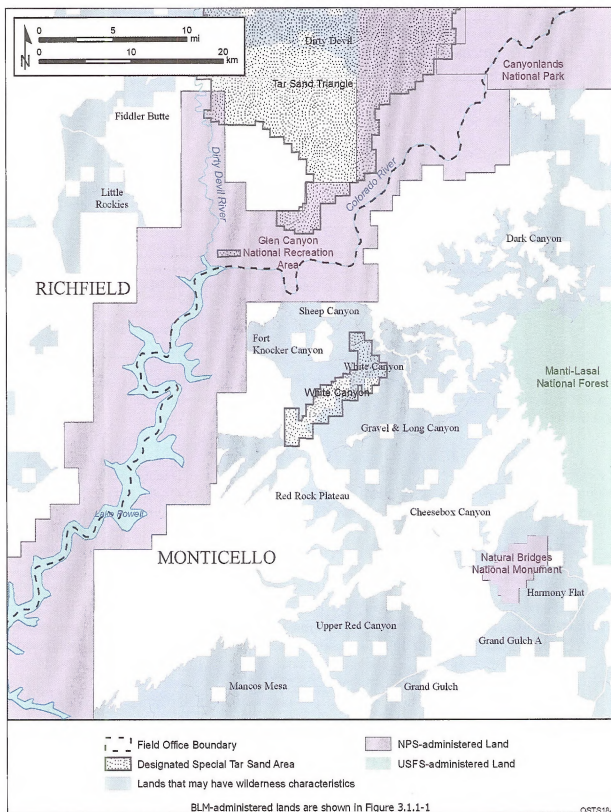 0 10
mi
0 10 20
km
N
Dirty Devil
Canyonlands
National Park
Tar Sand Triangle
Fiddler Butte
Dirty Devil River
Colorado River
Little
Rockies
Glen Canyon
National Recreation
Area
Dark Canyon
RICHFIELD
Sheep Canyon
Fort
Knocker Canyon
White Canyon
Manti-Lasal
National Forest
White Canyon
Gravel & Long Canyon
Red Rock Plateau
Cheesebox Canyon
Lake Powell
MONTICELLO
Natural Bridges
National Monument
Harmony Flat
Upper Red Canyon
Grand Gulch A
Mancos Mesa
Grand Gulch
Field Office Boundary
NPS-administered Land
Designated Special Tar Sand Area
USFS-administered Land
Lands that may have wilderness characteristics
BLM-administered lands are shown in Figure 3.1.1-1